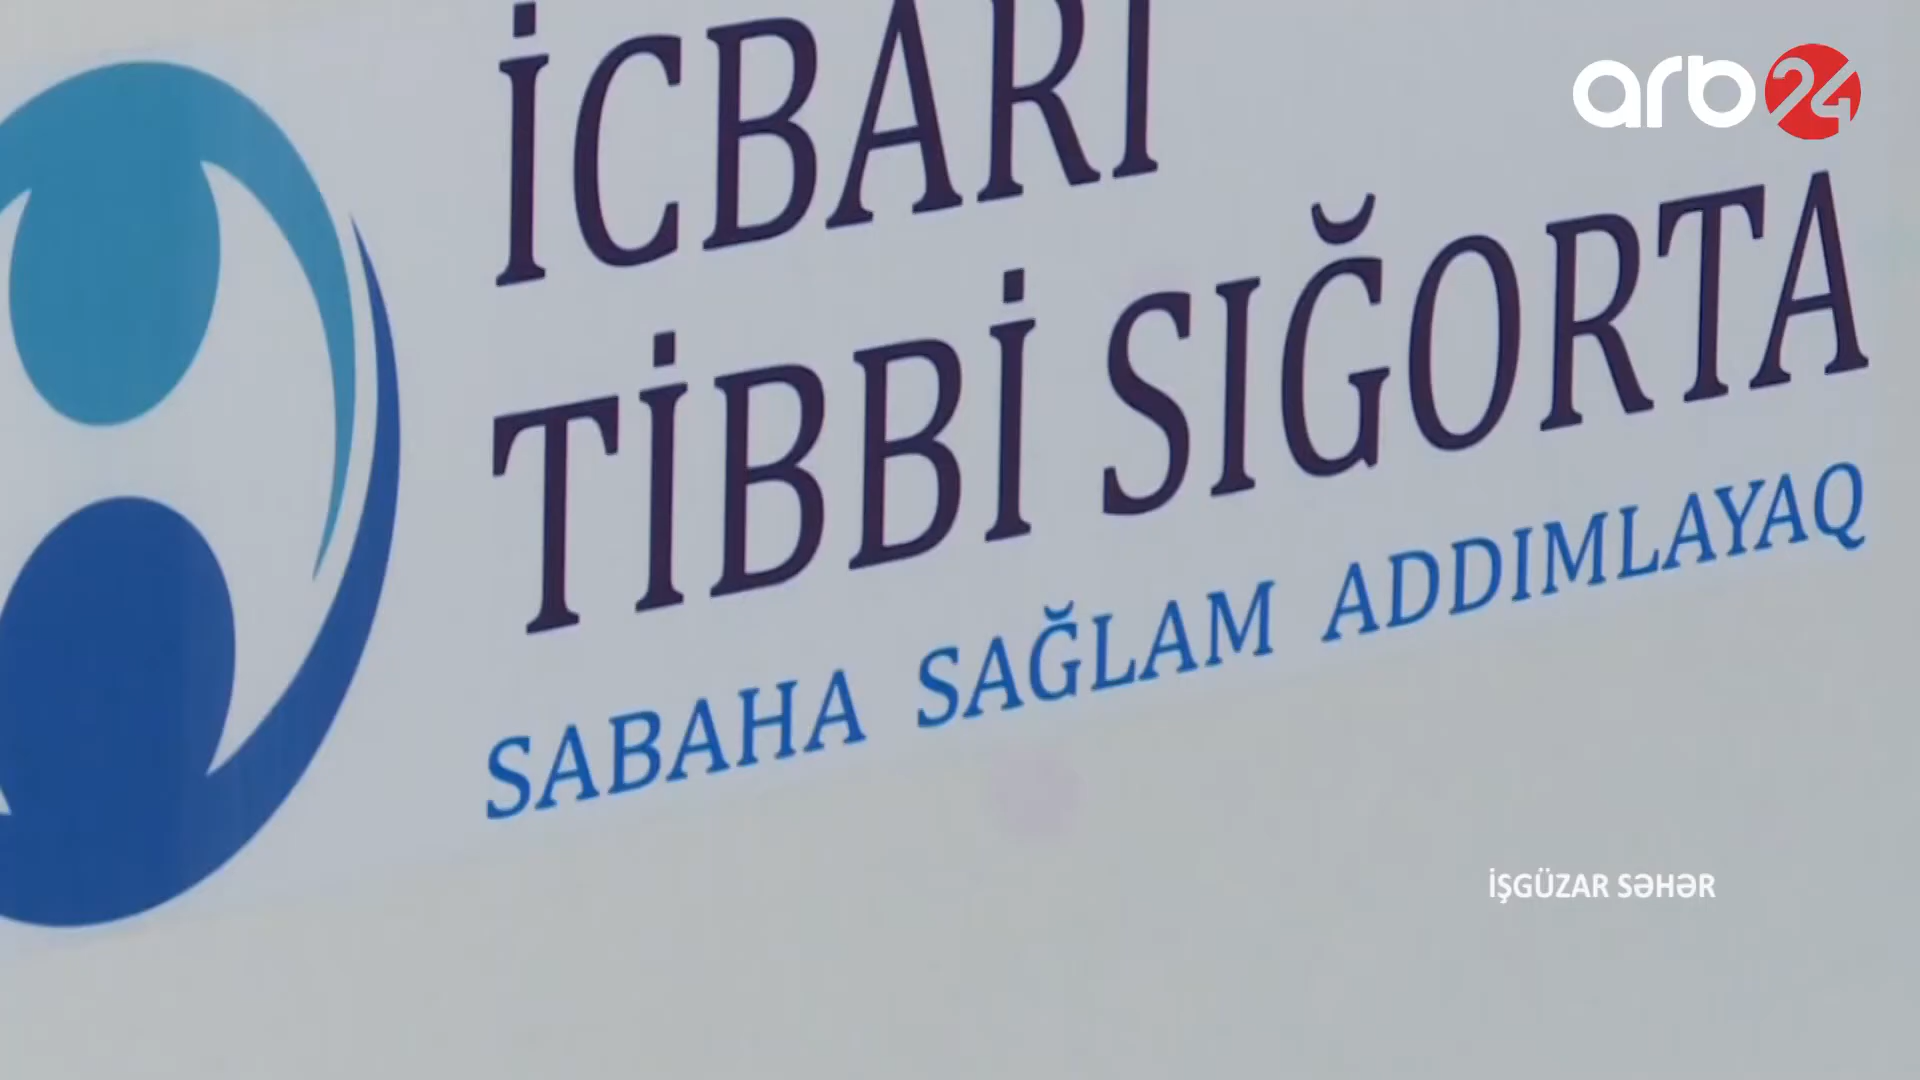 arb24
İCBARİ
TİBBİ SIĞORTA
SABAHA SAĞLAM ADDIMLAYAQ
İŞGÜZAR SƏHƏR